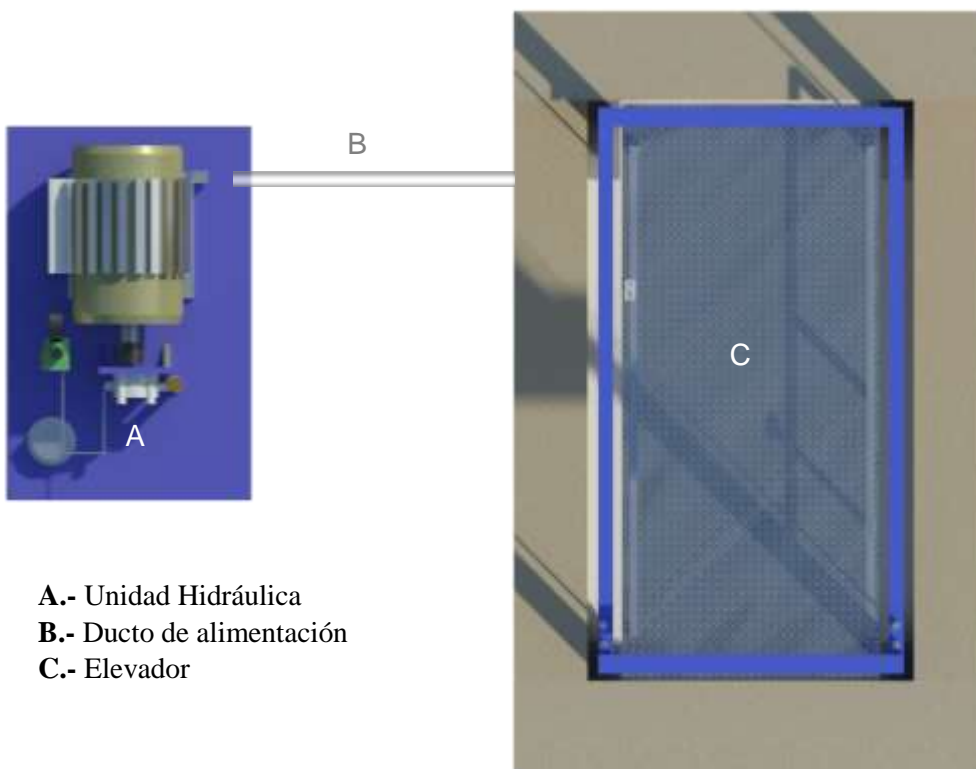 B
C
A
A.- Unidad Hidráulica
B.- Ducto de alimentación
C.- Elevador